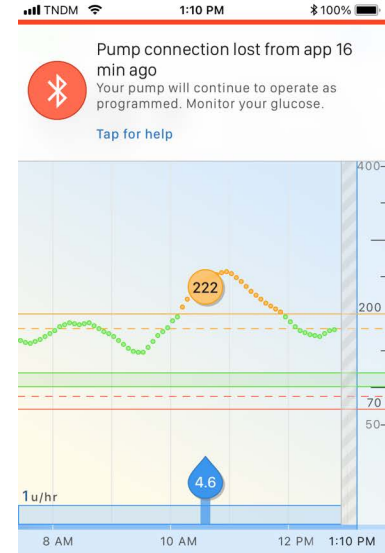 TNDM 1:10 PM 100%
Pump connection lost from app 16
min ago
Your pump will continue to operate as
programmed. Monitor your glucose.
Tap for help
400
222
200
70
50
4.6
1 u/hr
8 AM 10 AM 12 PM 1:10 PM